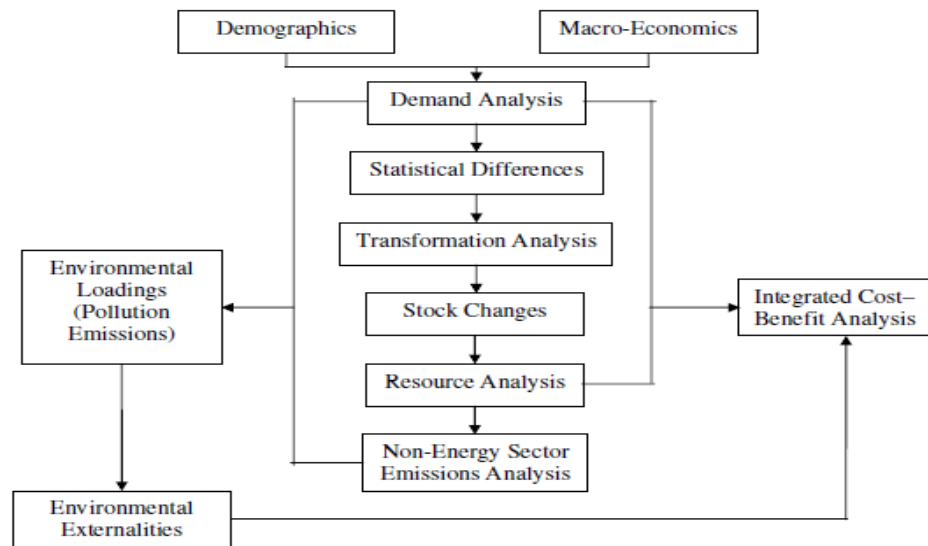 Demographics
Macro-Economics
Demand Analysis
Statistical Differences
Transformation Analysis
Environmental
Loadings
(Pollution
Emissions)
Stock Changes
Integrated Cost–
Benefit Analysis
Resource Analysis
Non-Energy Sector
Emissions Analysis
Environmental
Externalities